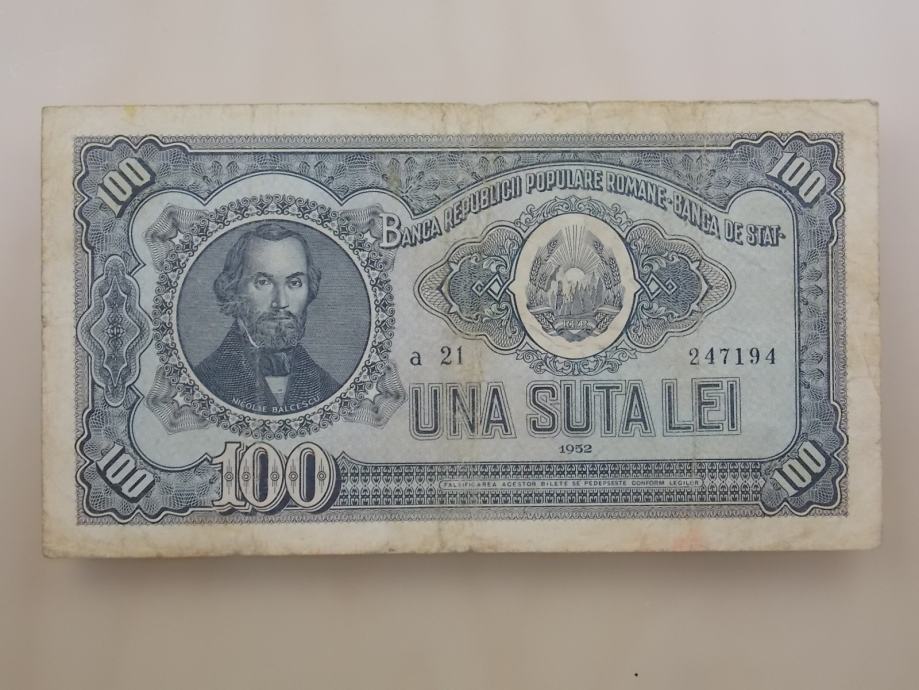 100
100
BANCA REPUBLICII POPULARE ROMANE-BANCA DE STAT-
a 21
247194
NICOLAE BALCESCU
UNA SUTA LEI
1952
100
100
FALSIFICAREA ACESTOR BILETE SE PEDEPSESTE CONFORM LEGILOR
100